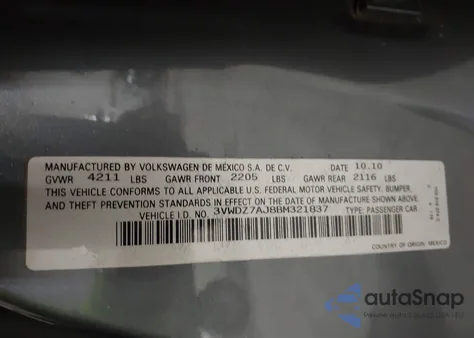 MANUFACTURED BY VOLKSWAGEN DE MÉXICO S.A. DE C.V. DATE 10.10
GVWR 4211 LBS GAWR FRONT 2205 LBS GAWR REAR 2116 LBS
THIS VEHICLE CONFORMS TO ALL APPLICABLE U.S. FEDERAL MOTOR VEHICLE SAFETY, BUMPER,
AND THEFT PREVENTION STANDARDS IN EFFECT ON THE DATE OF MANUFACTURE SHOWN ABOVE.
VEHICLE I.D. NO. 3VWDZ7AJ8BM321837 TYPE: PASSENGER CAR
COUNTRY OF ORIGIN: MEXICO
autoSnap